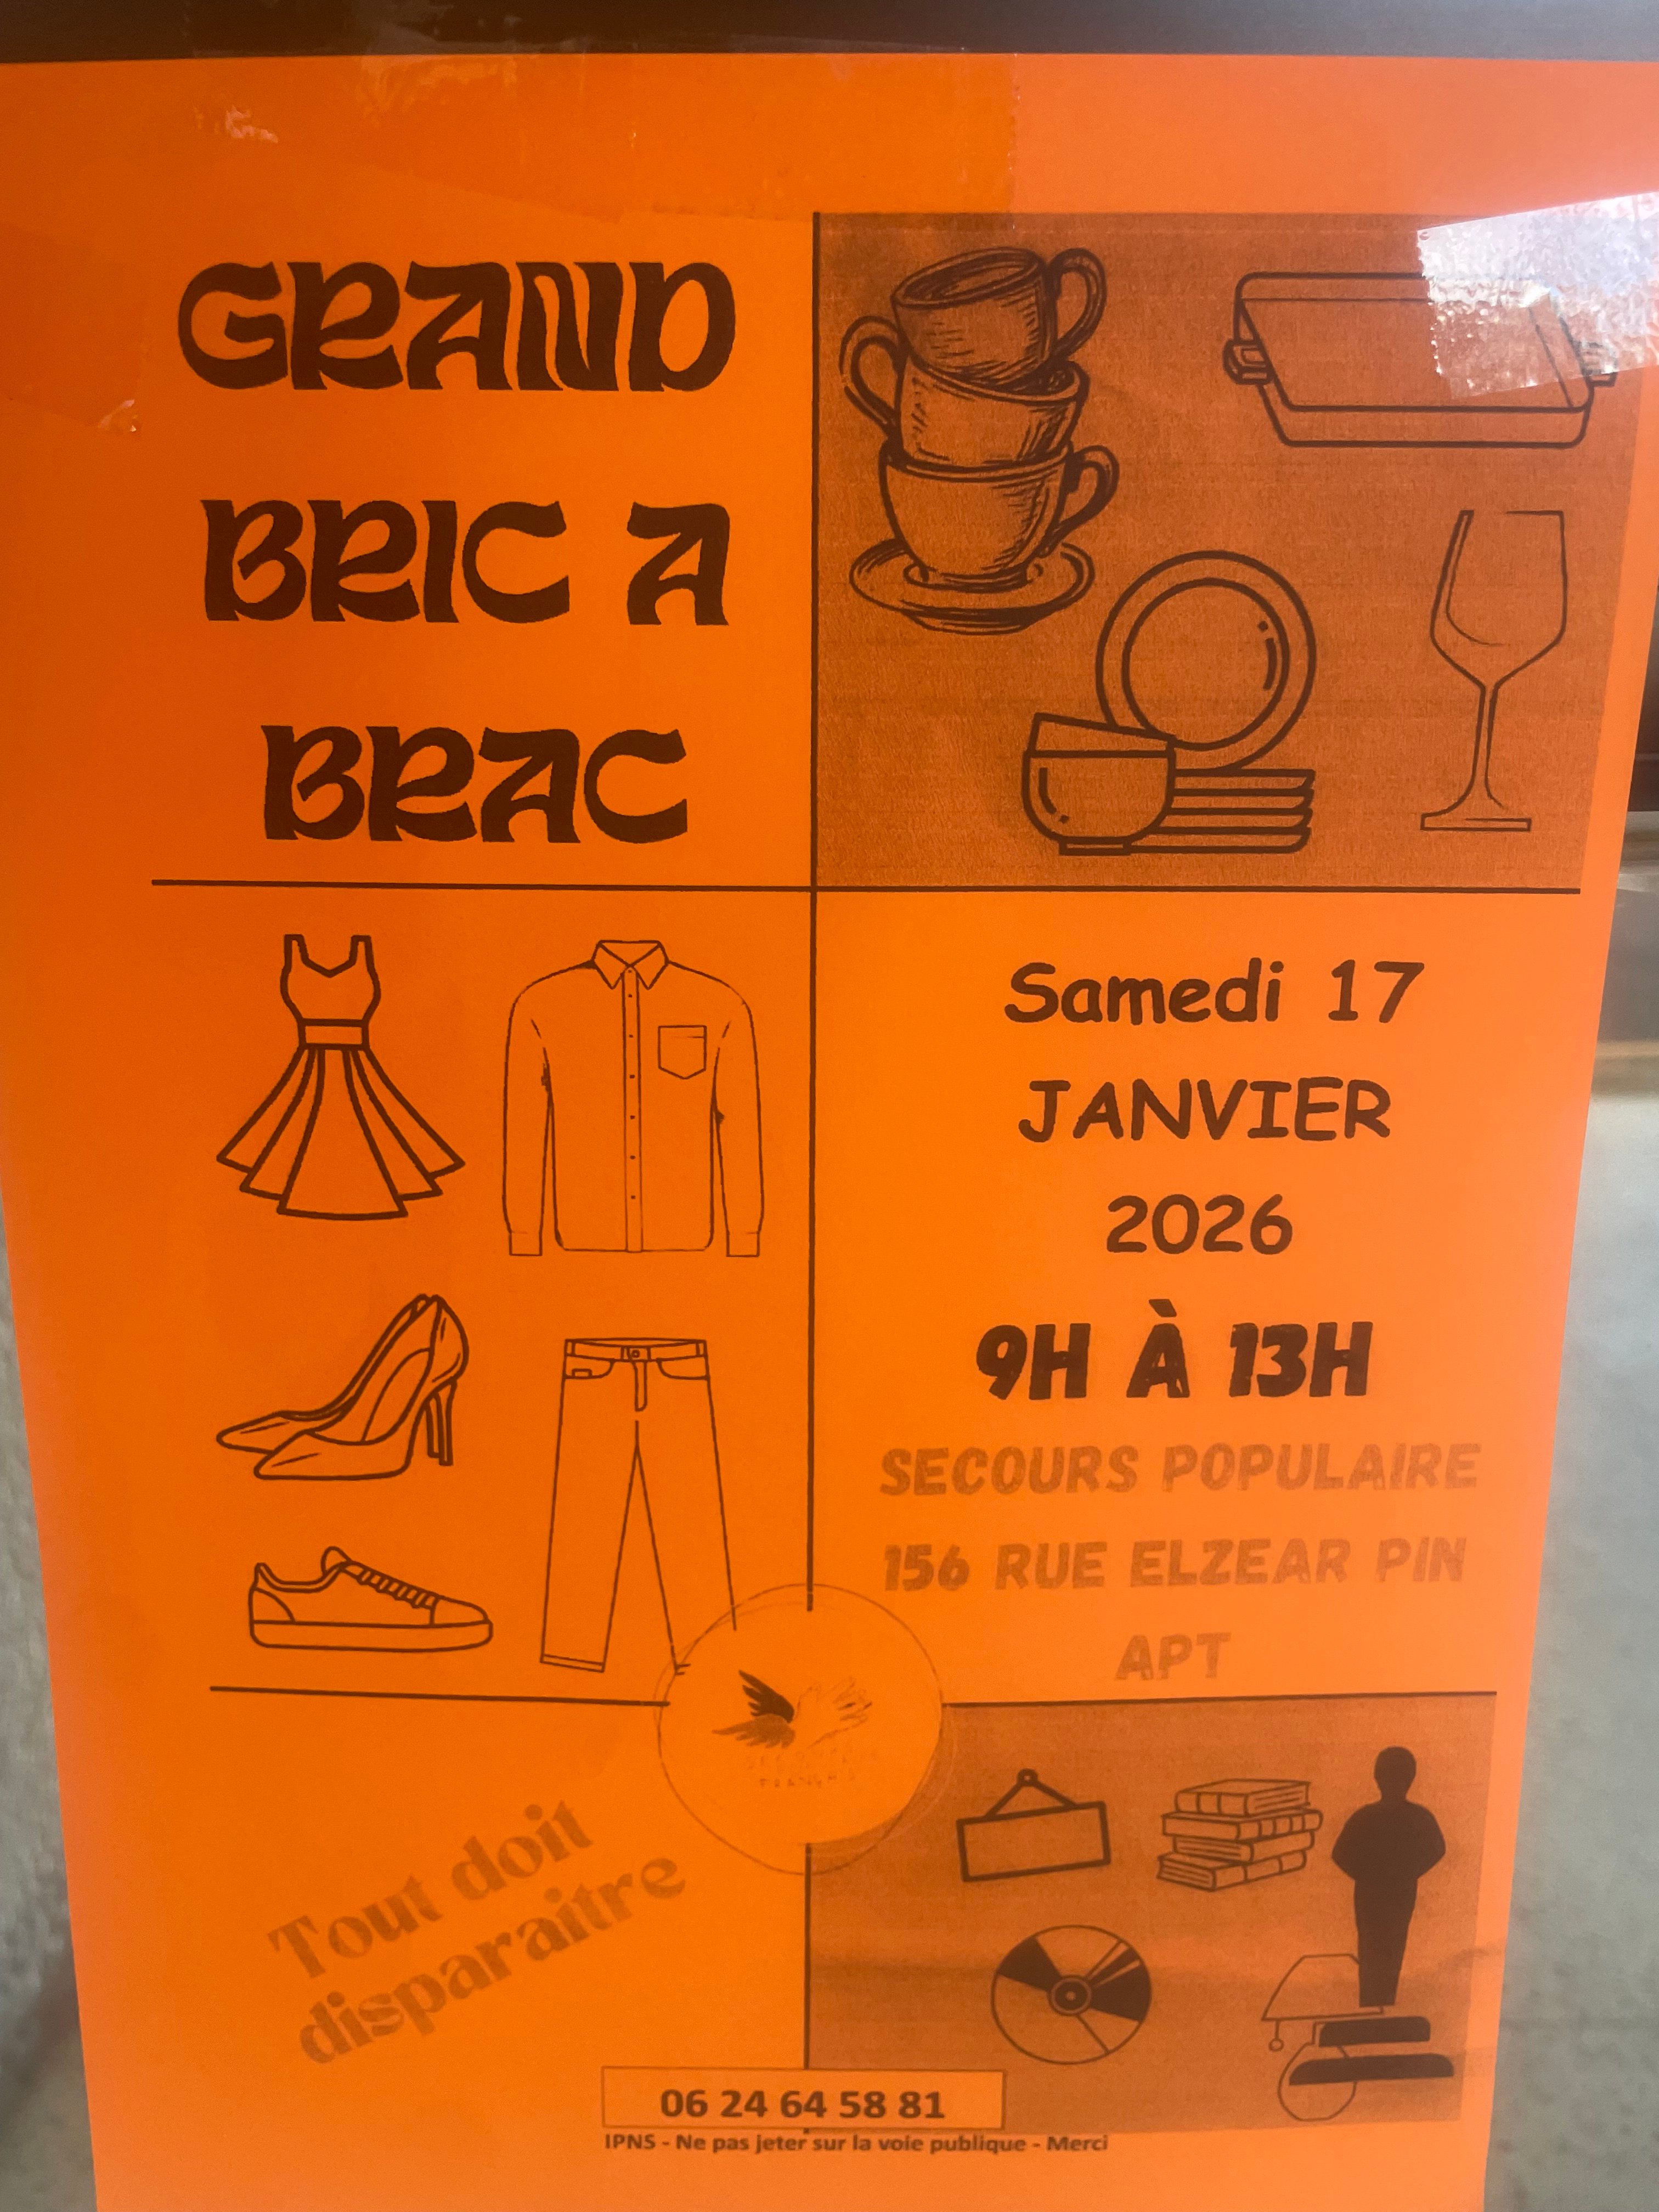 GRAND
BRIC A
BRAC
Samedi 17
JANVIER
2026
9H À 13H
SECOURS POPULAIRE
156 RUE ELZEAR PIN
APT
FRANÇAIS
Tout doit
disparaitre
06 24 64 58 81
IPNS - Ne pas jeter sur la voie publique - Merci